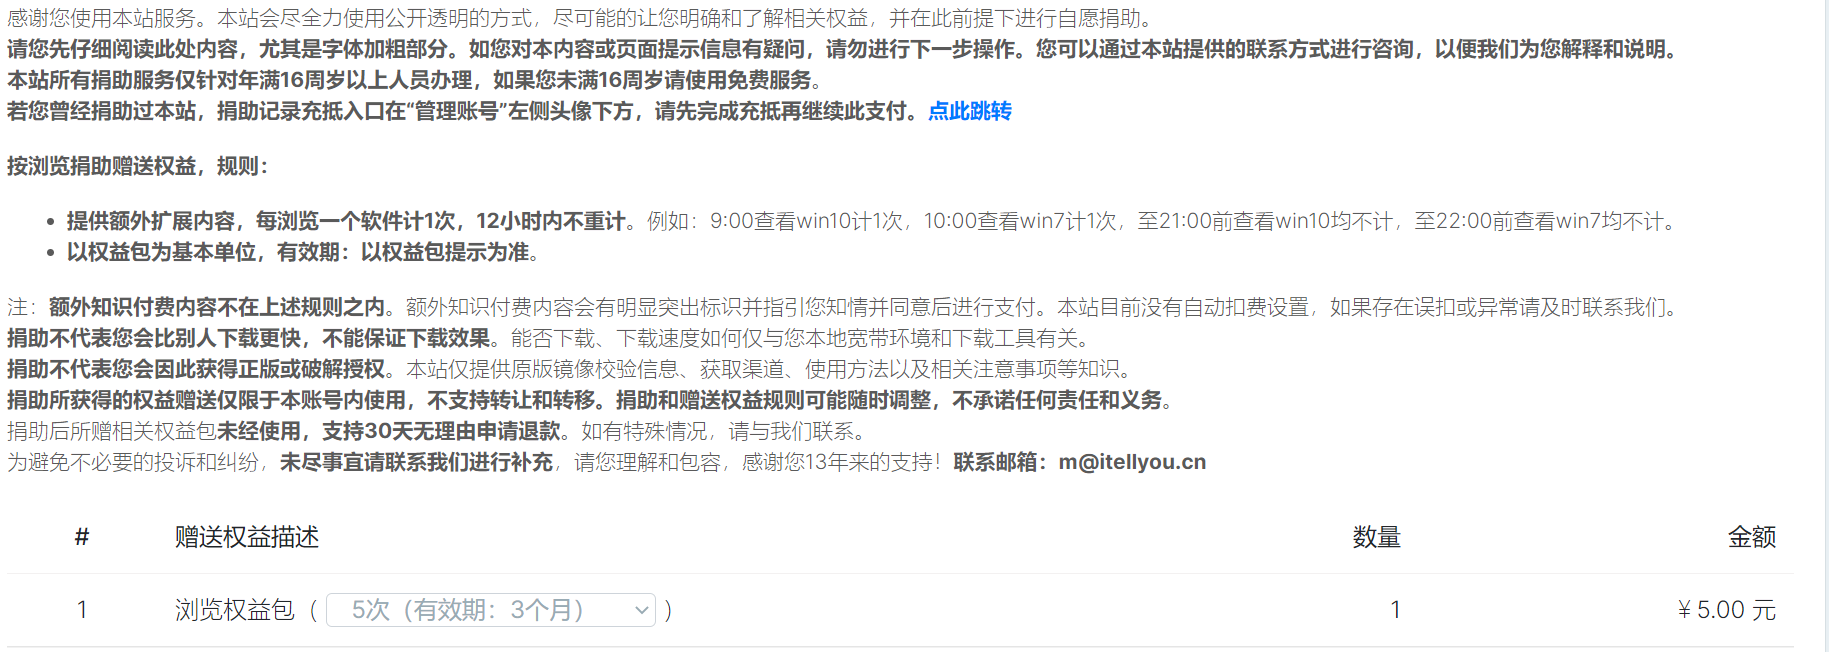 感谢您使用本站服务。本站会尽全力使用公开透明的方式，尽可能的让您明确和了解相关权益，并在此前提下进行自愿捐助。
请您先仔细阅读此处内容，尤其是字体加粗部分。如您对本内容或页面提示信息有疑问，请勿进行下一步操作。您可以通过本站提供的联系方式进行咨询，以便我们为您解释和说明。
本站所有捐助服务仅针对年满16周岁以上人员办理，如果您未满16周岁请使用免费服务。
若您曾经捐助过本站，捐助记录充抵入口在“管理账号”左侧头像下方，请先完成充抵再继续此支付。点此跳转
按浏览捐助赠送权益，规则：
• 提供额外扩展内容，每浏览一个软件计1次，12小时内不重计。例如：9:00查看win10计1次，10:00查看win7计1次，至21:00前查看win10均不计，至22:00前查看win7均不计。
• 以权益包为基本单位，有效期：以权益包提示为准。
注：额外知识付费内容不在上述规则之内。额外知识付费内容会有明显突出标识并指引您知情并同意后进行支付。本站目前没有自动扣费设置，如果存在误扣或异常请及时联系我们。
捐助不代表您会比别人下载更快，不能保证下载效果。能否下载、下载速度如何仅与您本地宽带环境和下载工具有关。
捐助不代表您会因此获得正版或破解授权。本站仅提供原版镜像校验信息、获取渠道、使用方法以及相关注意事项等知识。
捐助所获得的权益赠送仅限于本账号内使用，不支持转让和转移。捐助和赠送权益规则可能随时调整，不承诺任何责任和义务。
捐助后所赠相关权益包未经使用，支持30天无理由申请退款。如有特殊情况，请与我们联系。
为避免不必要的投诉和纠纷，未尽事宜请联系我们进行补充，请您理解和包容，感谢您13年来的支持！联系邮箱：m@itellyou.cn
# 赠送权益描述 数量 金额
1 浏览权益包（ 5次（有效期：3个月） ） 1 ¥ 5.00 元